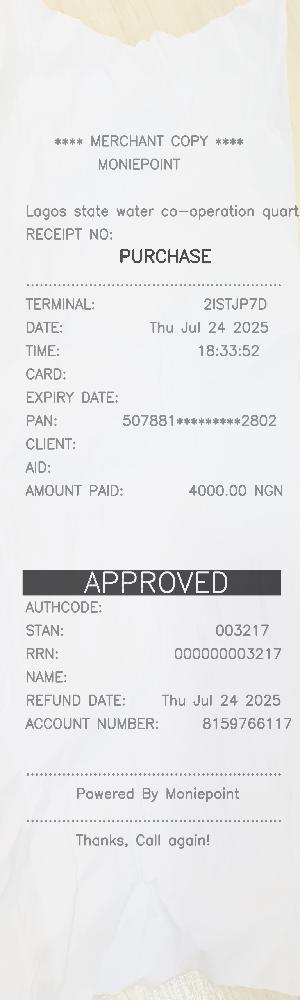 **** MERCHANT COPY ****
MONIEPOINT
Lagos state water co-operation quart
RECEIPT NO:
PURCHASE
TERMINAL: 2ISTJP7D
DATE: Thu Jul 24 2025
TIME: 18:33:52
CARD:
EXPIRY DATE:
PAN: 507881*********2802
CLIENT:
AID:
AMOUNT PAID: 4000.00 NGN
APPROVED
AUTHCODE:
STAN: 003217
RRN: 000000003217
NAME:
REFUND DATE: Thu Jul 24 2025
ACCOUNT NUMBER: 8159766117
Powered By Moniepoint
Thanks, Call again!